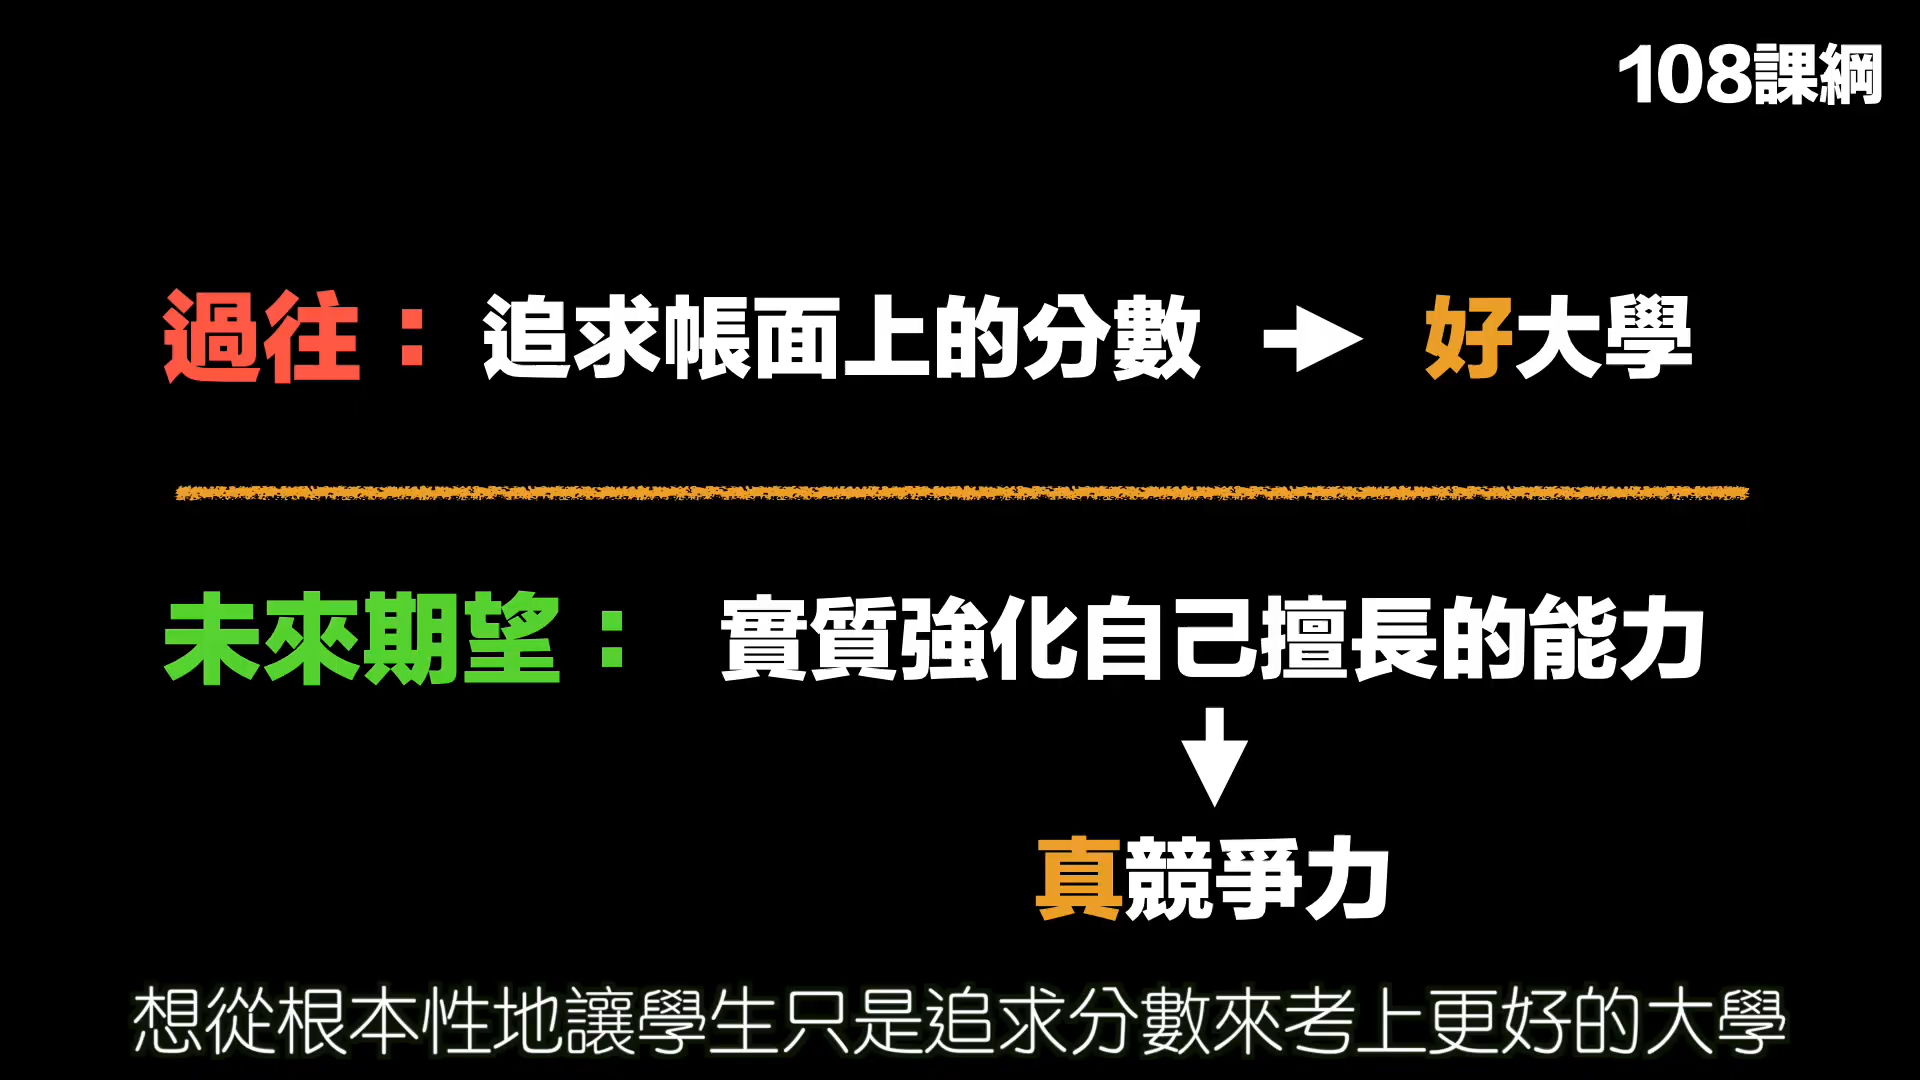 108課綱
過往：追求帳面上的分數 → 好大學
未來期望：實質強化自己擅長的能力
↓
真競爭力
想從根本性地讓學生只是追求分數來考上更好的大學